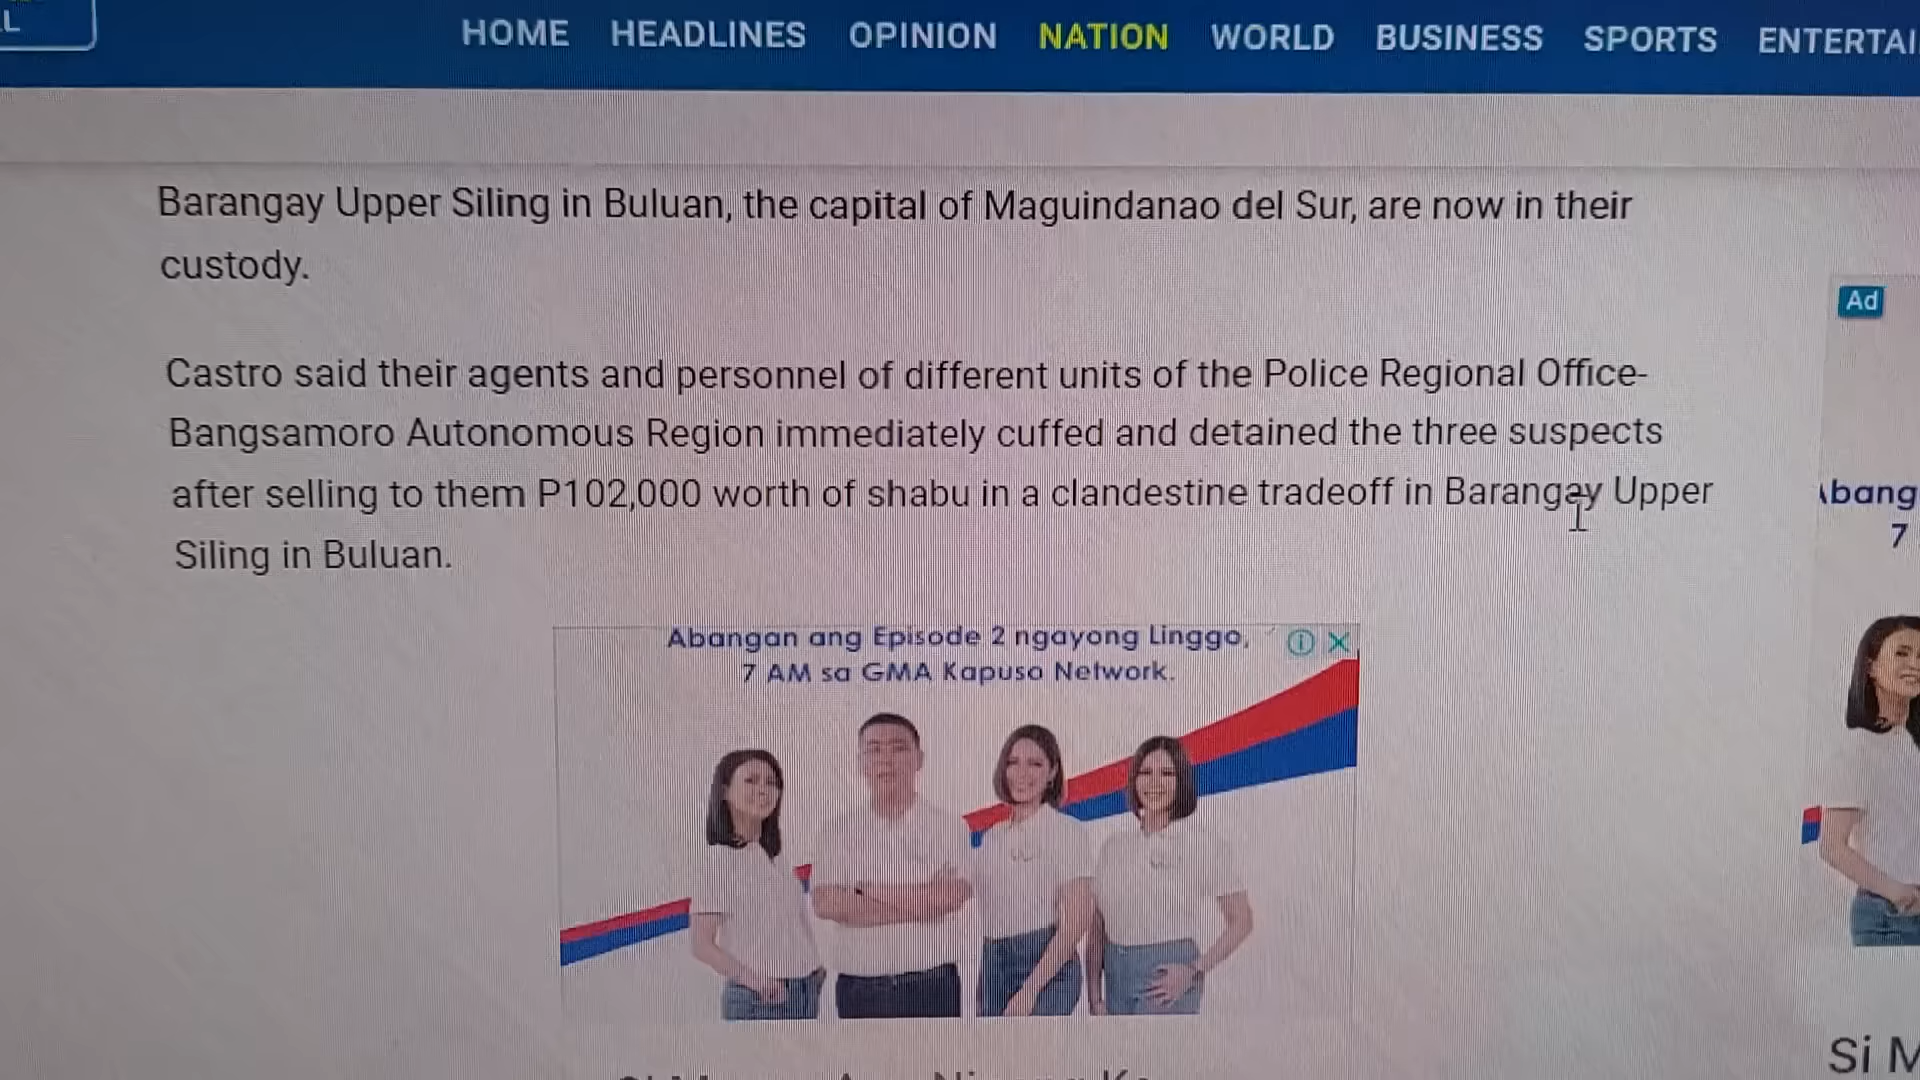 HOME HEADLINES OPINION NATION WORLD BUSINESS SPORTS
Barangay Upper Siling in Buluan, the capital of Maguindanao del Sur, are now in their
custody.
Castro said their agents and personnel of different units of the Police Regional Office-
Bangsamoro Autonomous Region immediately cuffed and detained the three suspects
after selling to them P102,000 worth of shabu in a clandestine tradeoff in Barangay Upper
Siling in Buluan.
Abangan ang Episode 2 ngayong Linggo,
7 AM sa GMA Kapuso Network.
Ad
7
Si